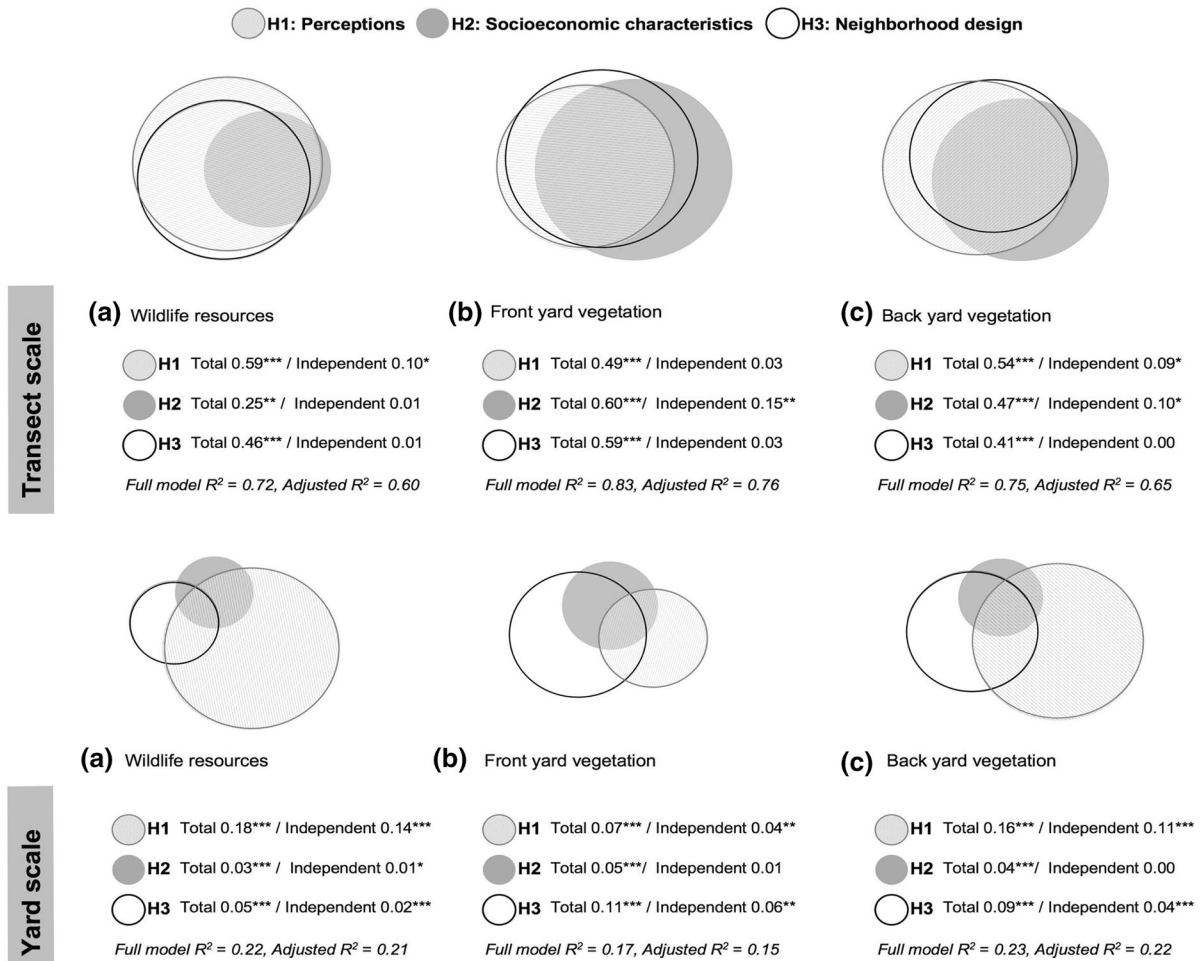 H1: Perceptions H2: Socioeconomic characteristics H3: Neighborhood design
Transect scale
(a) Wildlife resources
H1 Total 0.59*** / Independent 0.10*
H2 Total 0.25** / Independent 0.01
H3 Total 0.46*** / Independent 0.01
Full model R² = 0.72, Adjusted R² = 0.60
(b) Front yard vegetation
H1 Total 0.49*** / Independent 0.03
H2 Total 0.60***/ Independent 0.15**
H3 Total 0.59*** / Independent 0.03
Full model R² = 0.83, Adjusted R² = 0.76
(c) Back yard vegetation
H1 Total 0.54*** / Independent 0.09*
H2 Total 0.47***/ Independent 0.10*
H3 Total 0.41*** / Independent 0.00
Full model R² = 0.75, Adjusted R² = 0.65
Yard scale
(a) Wildlife resources
H1 Total 0.18*** / Independent 0.14***
H2 Total 0.03***/ Independent 0.01*
H3 Total 0.05*** / Independent 0.02***
Full model R² = 0.22, Adjusted R² = 0.21
(b) Front yard vegetation
H1 Total 0.07*** / Independent 0.04**
H2 Total 0.05***/ Independent 0.01
H3 Total 0.11*** / Independent 0.06**
Full model R² = 0.17, Adjusted R² = 0.15
(c) Back yard vegetation
H1 Total 0.16*** / Independent 0.11***
H2 Total 0.04***/ Independent 0.00
H3 Total 0.09*** / Independent 0.04***
Full model R² = 0.23, Adjusted R² = 0.22